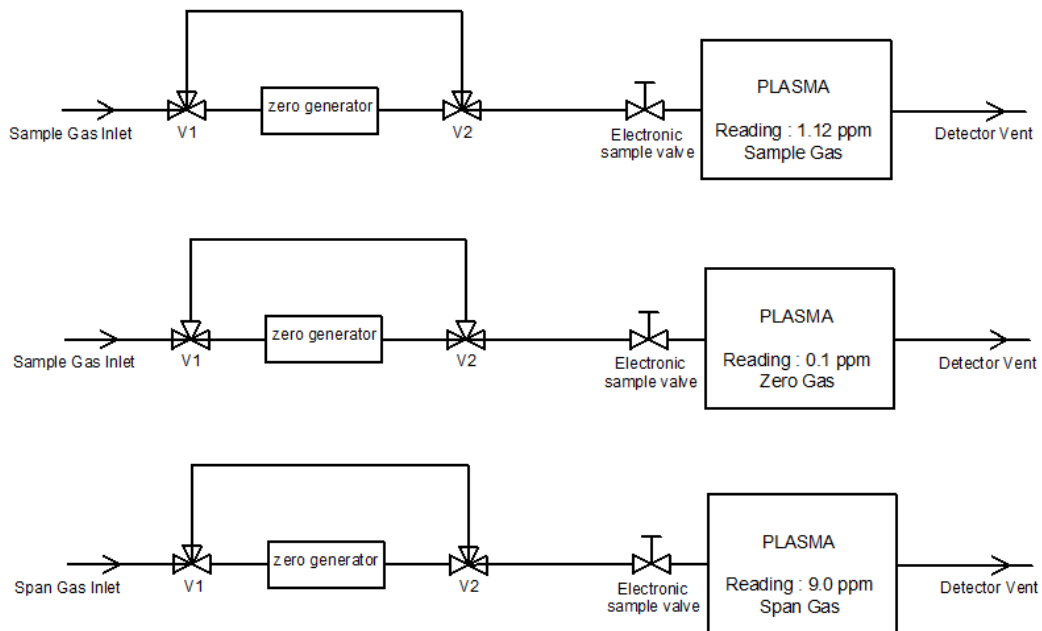 zero generator
PLASMA
Reading : 1.12 ppm
Sample Gas
Sample Gas Inlet
V1
V2
Electronic
sample valve
Detector Vent
zero generator
PLASMA
Reading : 0.1 ppm
Zero Gas
Sample Gas Inlet
V1
V2
Electronic
sample valve
Detector Vent
zero generator
PLASMA
Reading : 9.0 ppm
Span Gas
Span Gas Inlet
V1
V2
Electronic
sample valve
Detector Vent